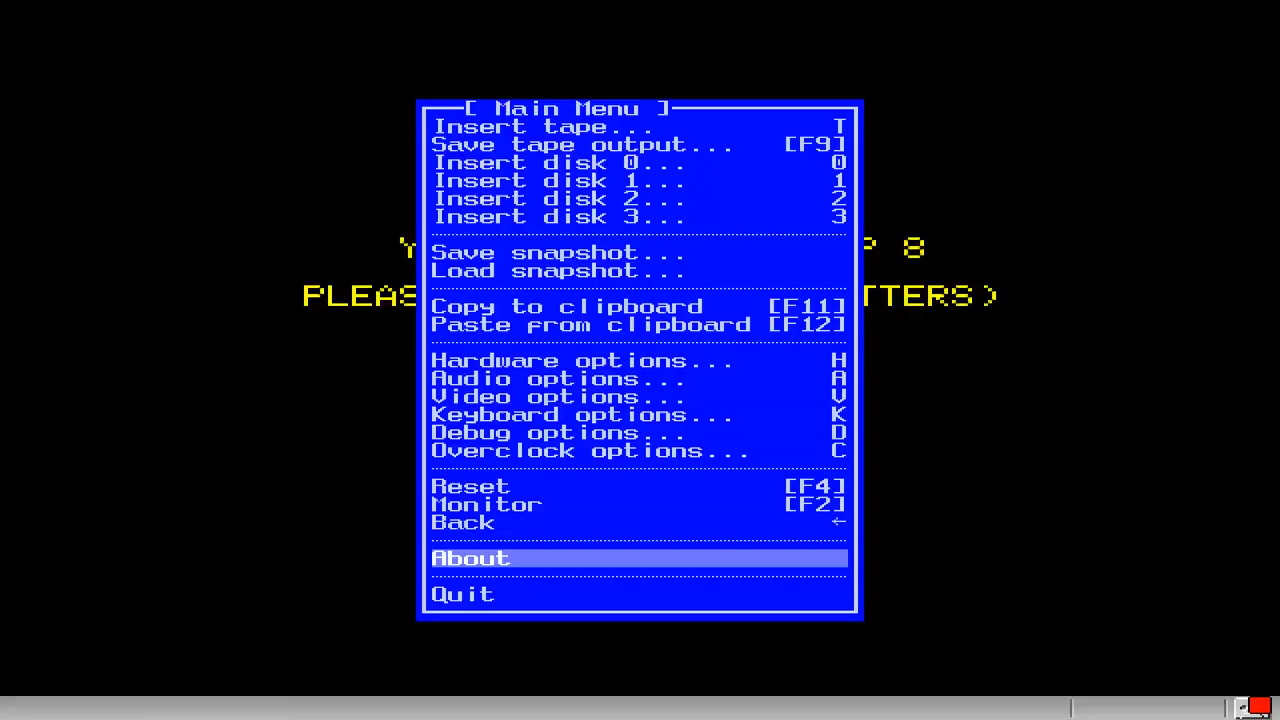 [ Main Menu ]
Insert tape... T
Save tape output... [F9]
Insert disk 0... 0
Insert disk 1... 1
Insert disk 2... 2
Insert disk 3... 3
8
Save snapshot...
Load snapshot...
Copy to clipboard [F11]
Paste from clipboard [F12]
Hardware options... H
Audio options... A
Video options... V
Keyboard options... K
Debug options... D
Overclock options... C
Reset [F4]
Monitor [F2]
Back ←
About
Quit